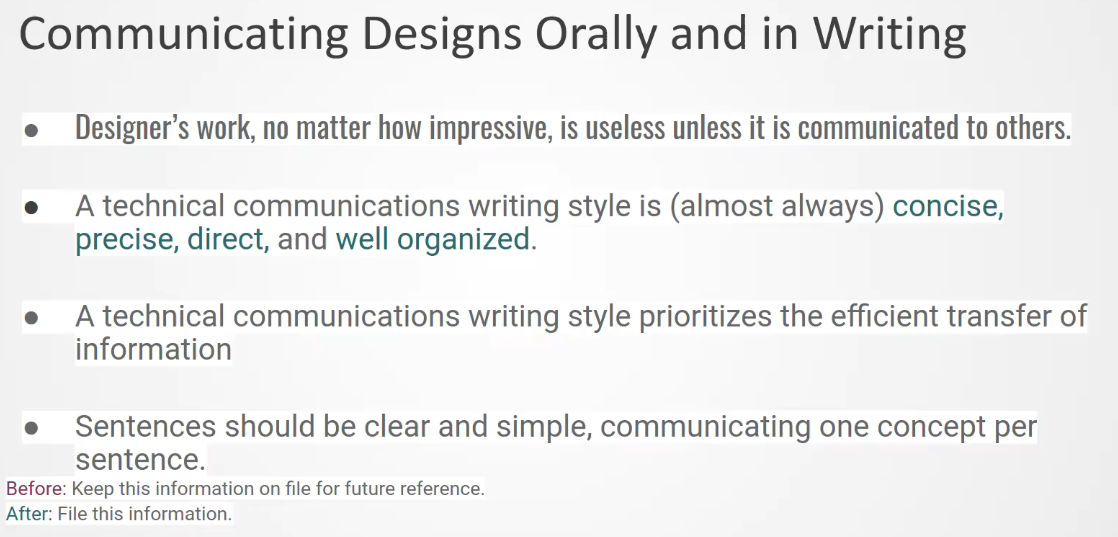 Communicating Designs Orally and in Writing
● Designer's work, no matter how impressive, is useless unless it is communicated to others.
● A technical communications writing style is (almost always) concise,
precise, direct, and well organized.
● A technical communications writing style prioritizes the efficient transfer of
information
● Sentences should be clear and simple, communicating one concept per
sentence.
Before: Keep this information on file for future reference.
After: File this information.